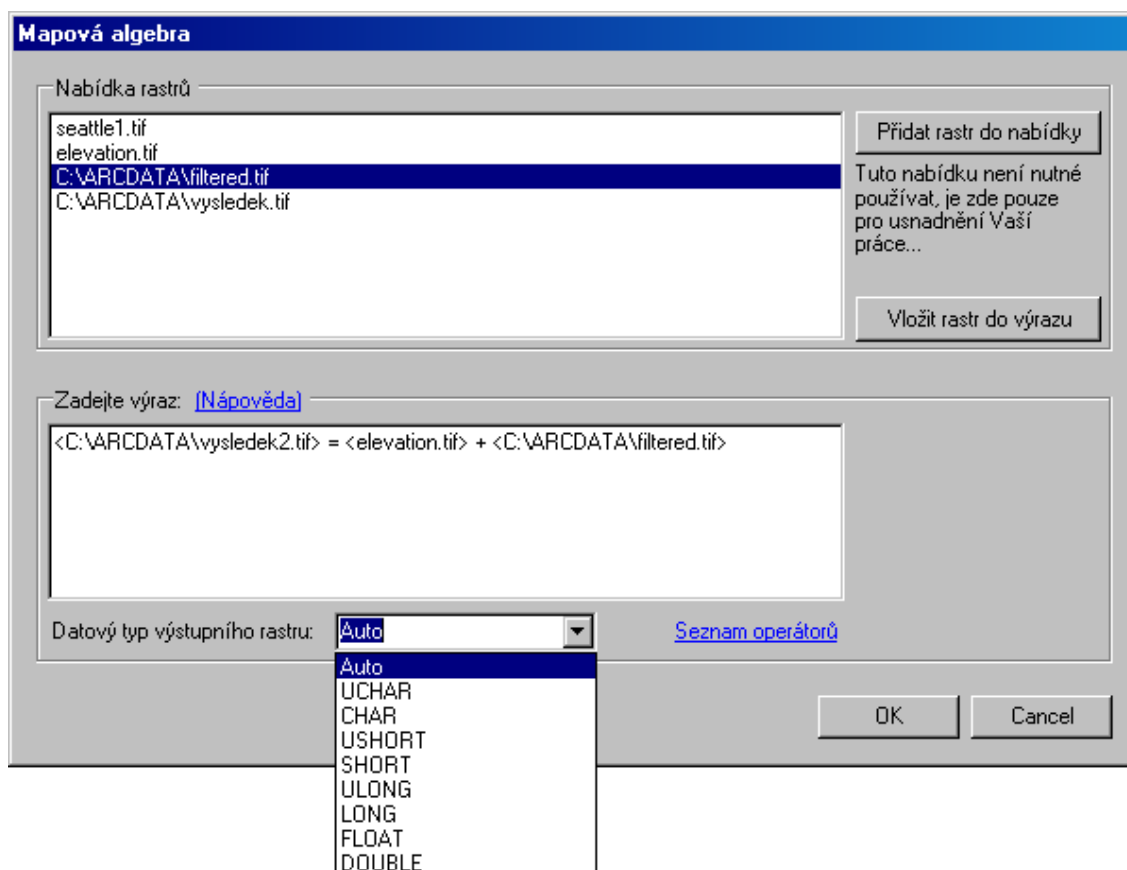 Mapová algebra
Nabídka rastrů
seattle1.tif
elevation.tif
C:\ARCDATA\filtered.tif
C:\ARCDATA\vysledek.tif
Přidat rastr do nabídky
Tuto nabídku není nutné
používat, je zde pouze
pro usnadnění Vaší
práce...
Vložit rastr do výrazu
Zadejte výraz: (Nápověda)
<C:\ARCDATA\vysledek2.tif> = <elevation.tif> + <C:\ARCDATA\filtered.tif>
Datový typ výstupního rastru: Auto Seznam operátorů
Auto
UCHAR
CHAR
USHORT
SHORT
ULONG
LONG
FLOAT
DOUBLE
OK Cancel